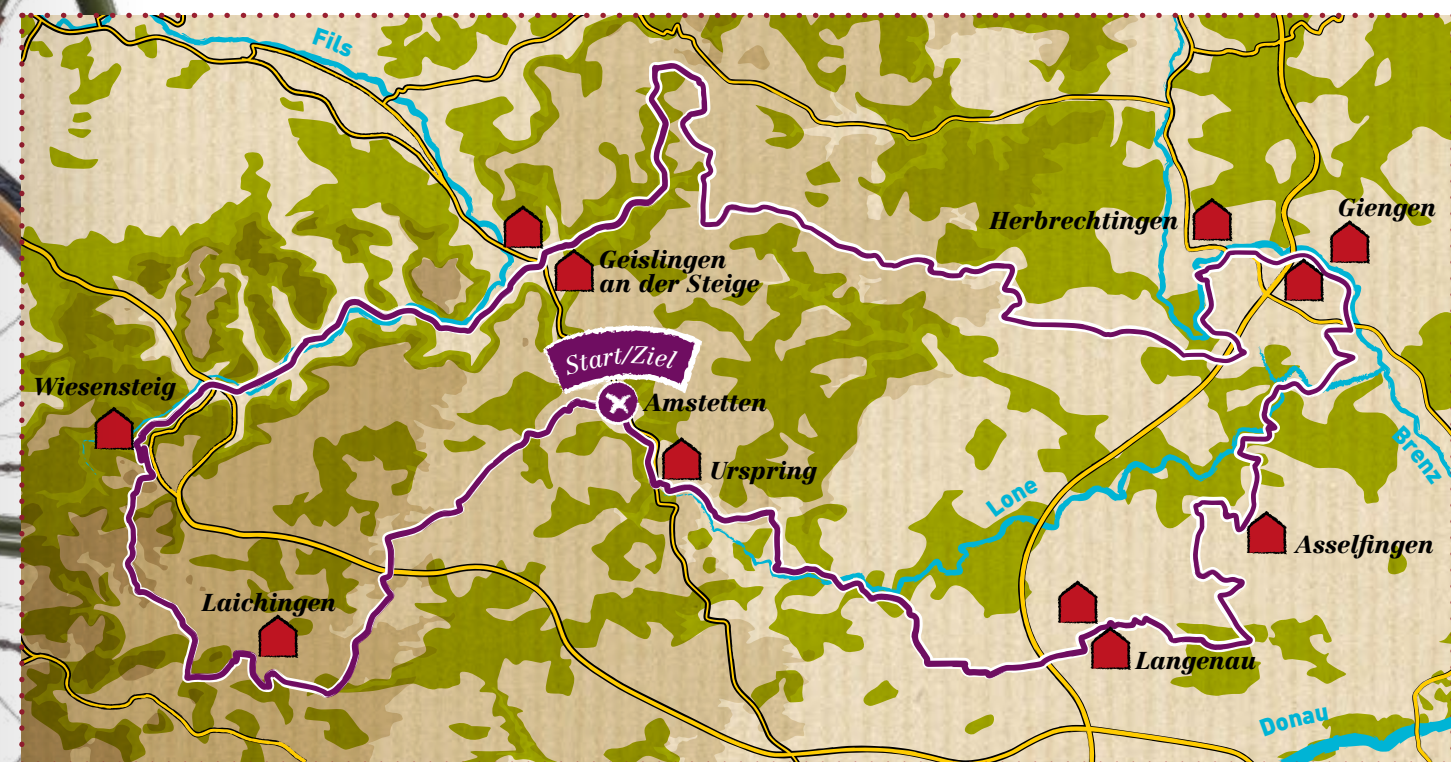 Fils
Herbrechtingen
Giengen
Geislingen
an der Steige
Start/Ziel
Wiesensteig
Amstetten
Urspring
Brenz
Lone
Asselfingen
Laichingen
Langenau
Donau